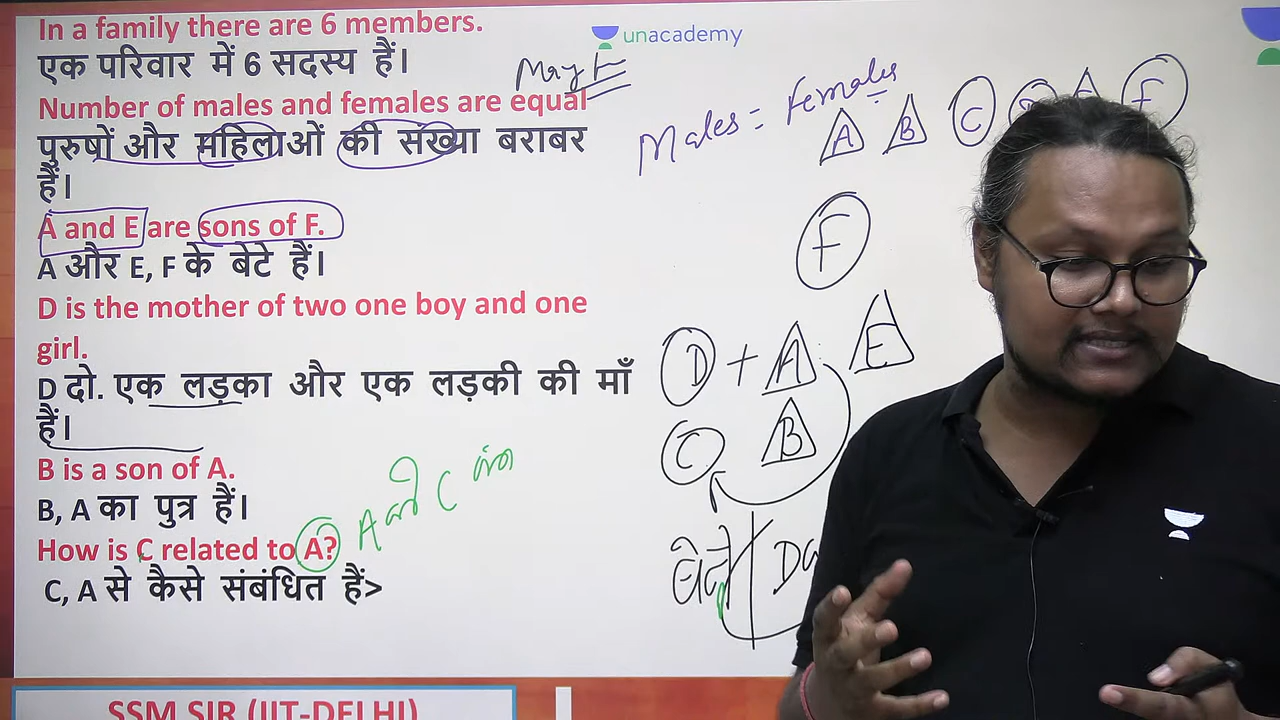 In a family there are 6 members.
एक परिवार में 6 सदस्य हैं।
Number of males and females are equal
पुरुषों और महिलाओं की संख्या बराबर
हैं।
A and E are sons of F.
A और E, F के बेटे हैं।
D is the mother of two one boy and one
girl.
D दो. एक लड़का और एक लड़की की माँ
हैं।
B is a son of A.
B, A का पुत्र हैं।
How is C related to A?
C, A से कैसे संबंधित हैं>
SSM SIR (IIT-DELHI)
unacademy
Males = Females
A B C F
F
D + A E
C B
A की C